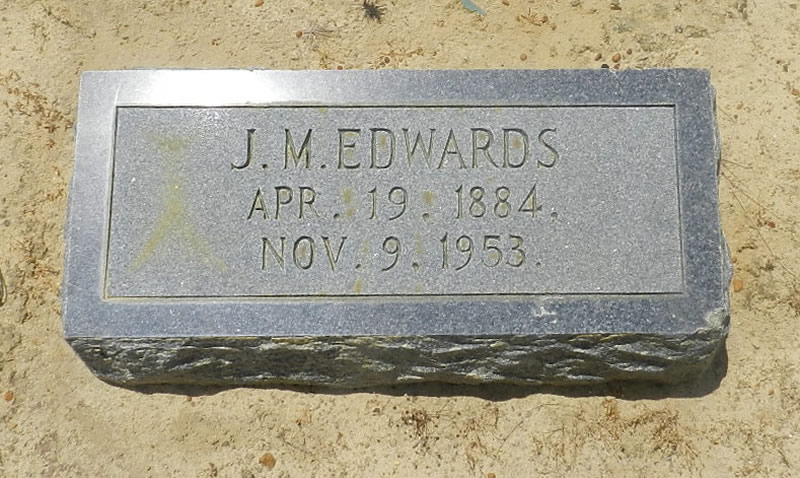 J. M. EDWARDS
APR. 19. 1884.
NOV. 9. 1953.